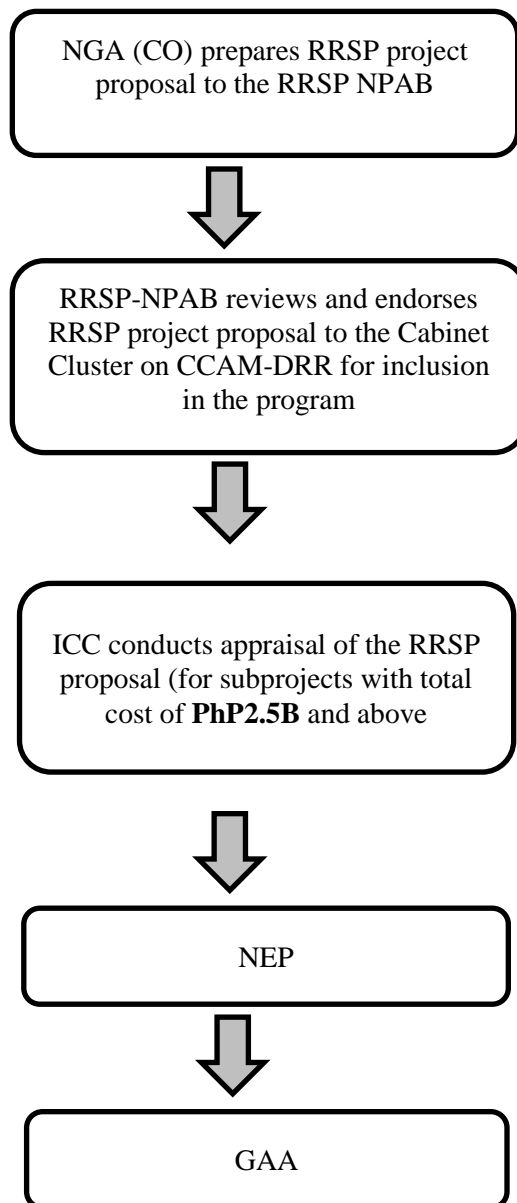 NGA (CO) prepares RRSP project
proposal to the RRSP NPAB
RRSP-NPAB reviews and endorses
RRSP project proposal to the Cabinet
Cluster on CCAM-DRR for inclusion
in the program
ICC conducts appraisal of the RRSP
proposal (for subprojects with total
cost of PhP2.5B and above
NEP
GAA